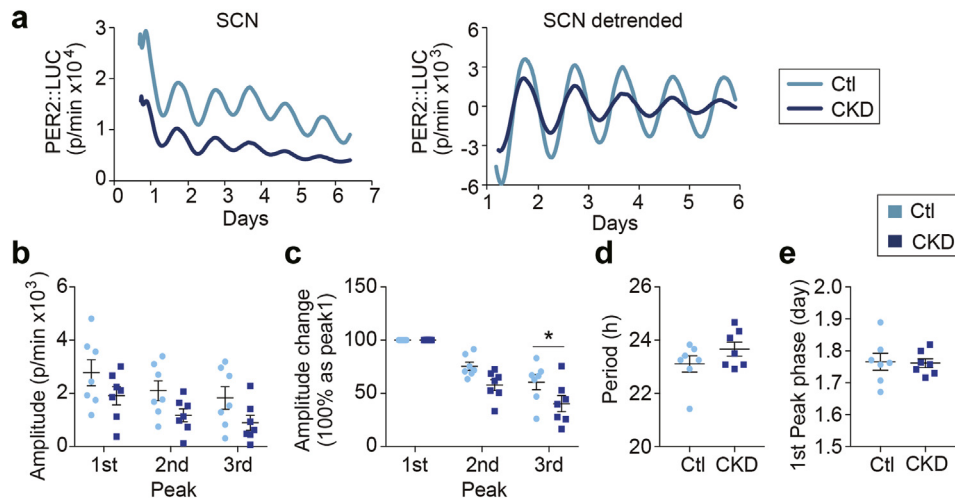 a
SCN
PER2::LUC
(p/min x10⁴)
3
2
1
0
0 1 2 3 4 5 6 7
Days
SCN detrended
PER2::LUC
(p/min x10³)
6
3
0
-3
-6
1 2 3 4 5 6
Days
Ctl
CKD
Ctl
CKD
b
Amplitude (p/min x10³)
6
4
2
0
1st 2nd 3rd
Peak
c
Amplitude change
(100% as peak1)
150
100
50
0
*
1st 2nd 3rd
Peak
d
Period (h)
26
24
22
20
Ctl CKD
e
1st Peak phase (day)
2.0
1.9
1.8
1.7
1.6
1.5
Ctl CKD